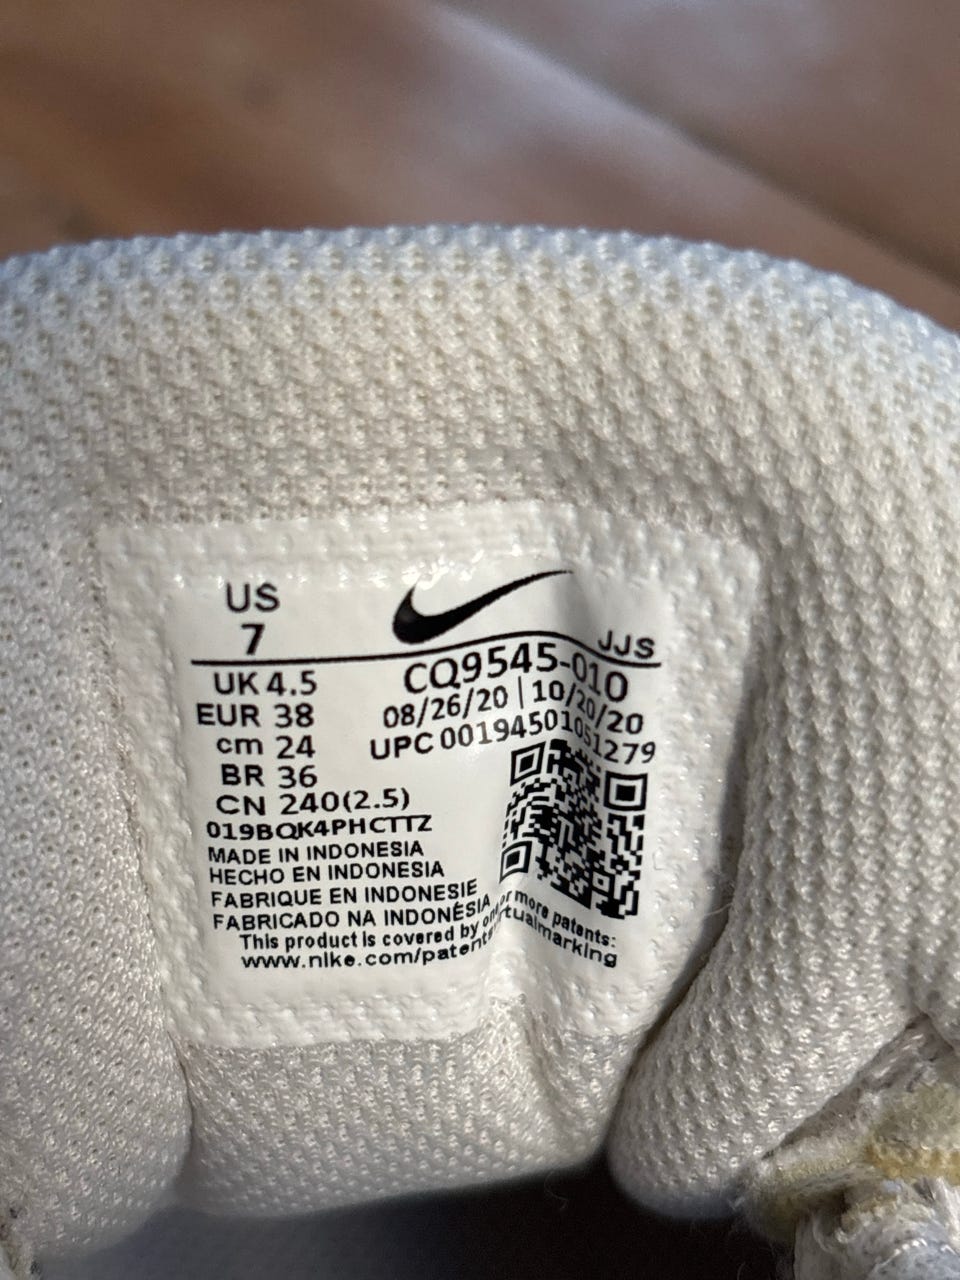 US
7
JJS
UK 4.5
CQ9545-010
EUR 38
08/26/20 | 10/20/20
cm 24
UPC 00194501051279
BR 36
CN 240(2.5)
019BQK4PHCTTZ
MADE IN INDONESIA
HECHO EN INDONESIA
FABRIQUE EN INDONESIE
FABRICADO NA INDONÉSIA
This product is covered by one or more patents:
www.nike.com/patents